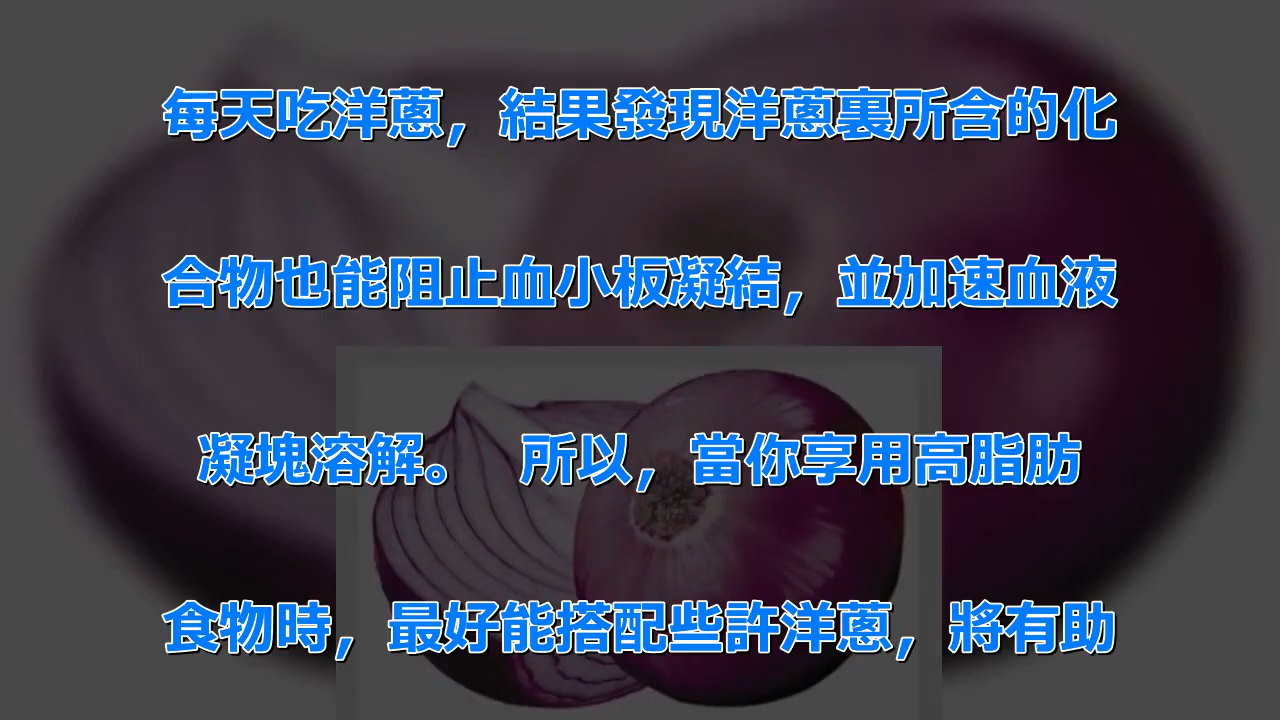 每天吃洋蔥，結果發現洋蔥裏所含的化
合物也能阻止血小板凝結，並加速血液
凝塊溶解。 所以，當你享用高脂肪
食物時，最好能搭配些許洋蔥，將有助